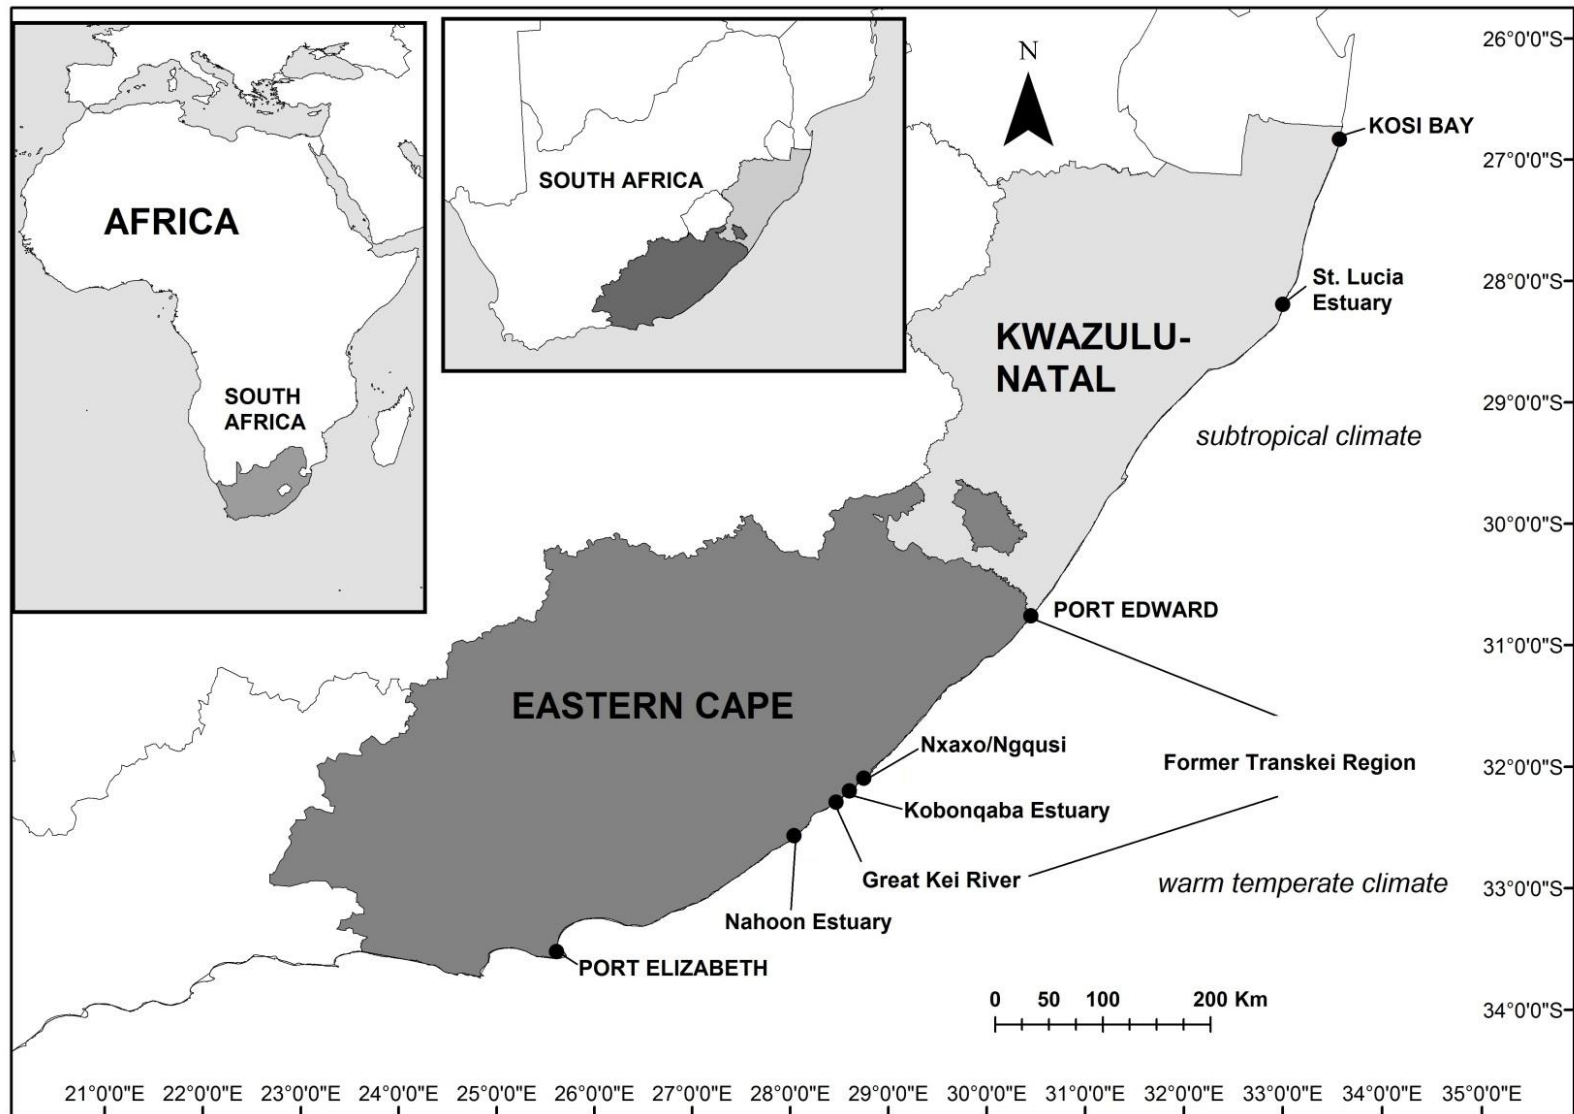 AFRICA
SOUTH
AFRICA
SOUTH AFRICA
N
KOSI BAY
St. Lucia
Estuary
KWAZULU-
NATAL
subtropical climate
PORT EDWARD
EASTERN CAPE
Nxaxo/Ngqusi
Former Transkei Region
Kobonqaba Estuary
Great Kei River
warm temperate climate
Nahoon Estuary
PORT ELIZABETH
0 50 100 200 Km
26°0'0"S
27°0'0"S
28°0'0"S
29°0'0"S
30°0'0"S
31°0'0"S
32°0'0"S
33°0'0"S
34°0'0"S
21°0'0"E 22°0'0"E 23°0'0"E 24°0'0"E 25°0'0"E 26°0'0"E 27°0'0"E 28°0'0"E 29°0'0"E 30°0'0"E 31°0'0"E 32°0'0"E 33°0'0"E 34°0'0"E 35°0'0"E